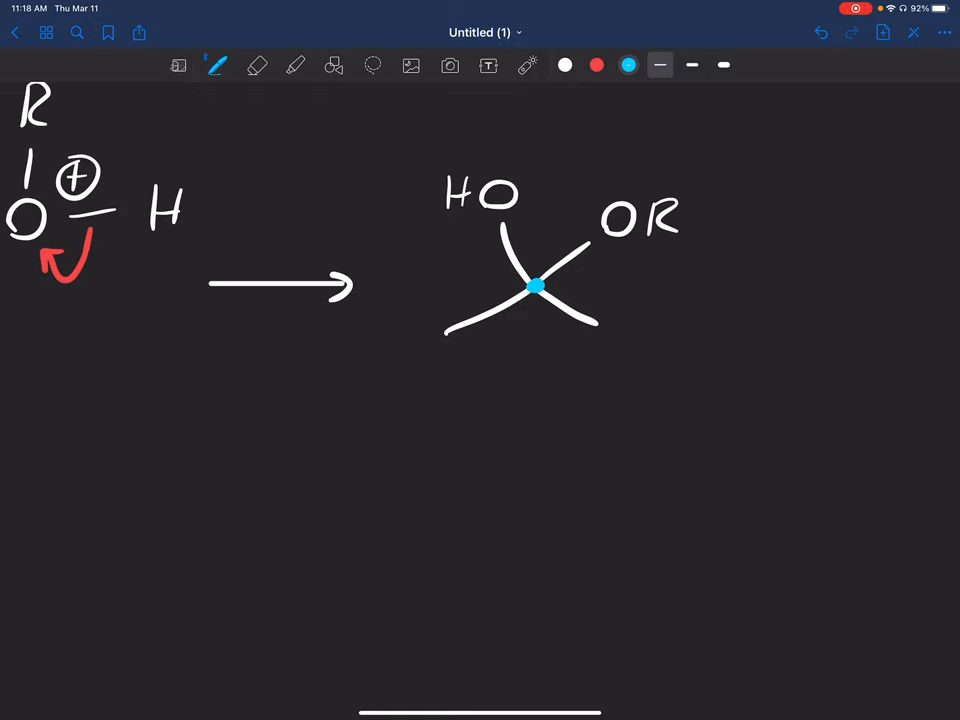 11:18 AM Thu Mar 11
92%
Untitled (1)
T
R
+
O H
HO
OR